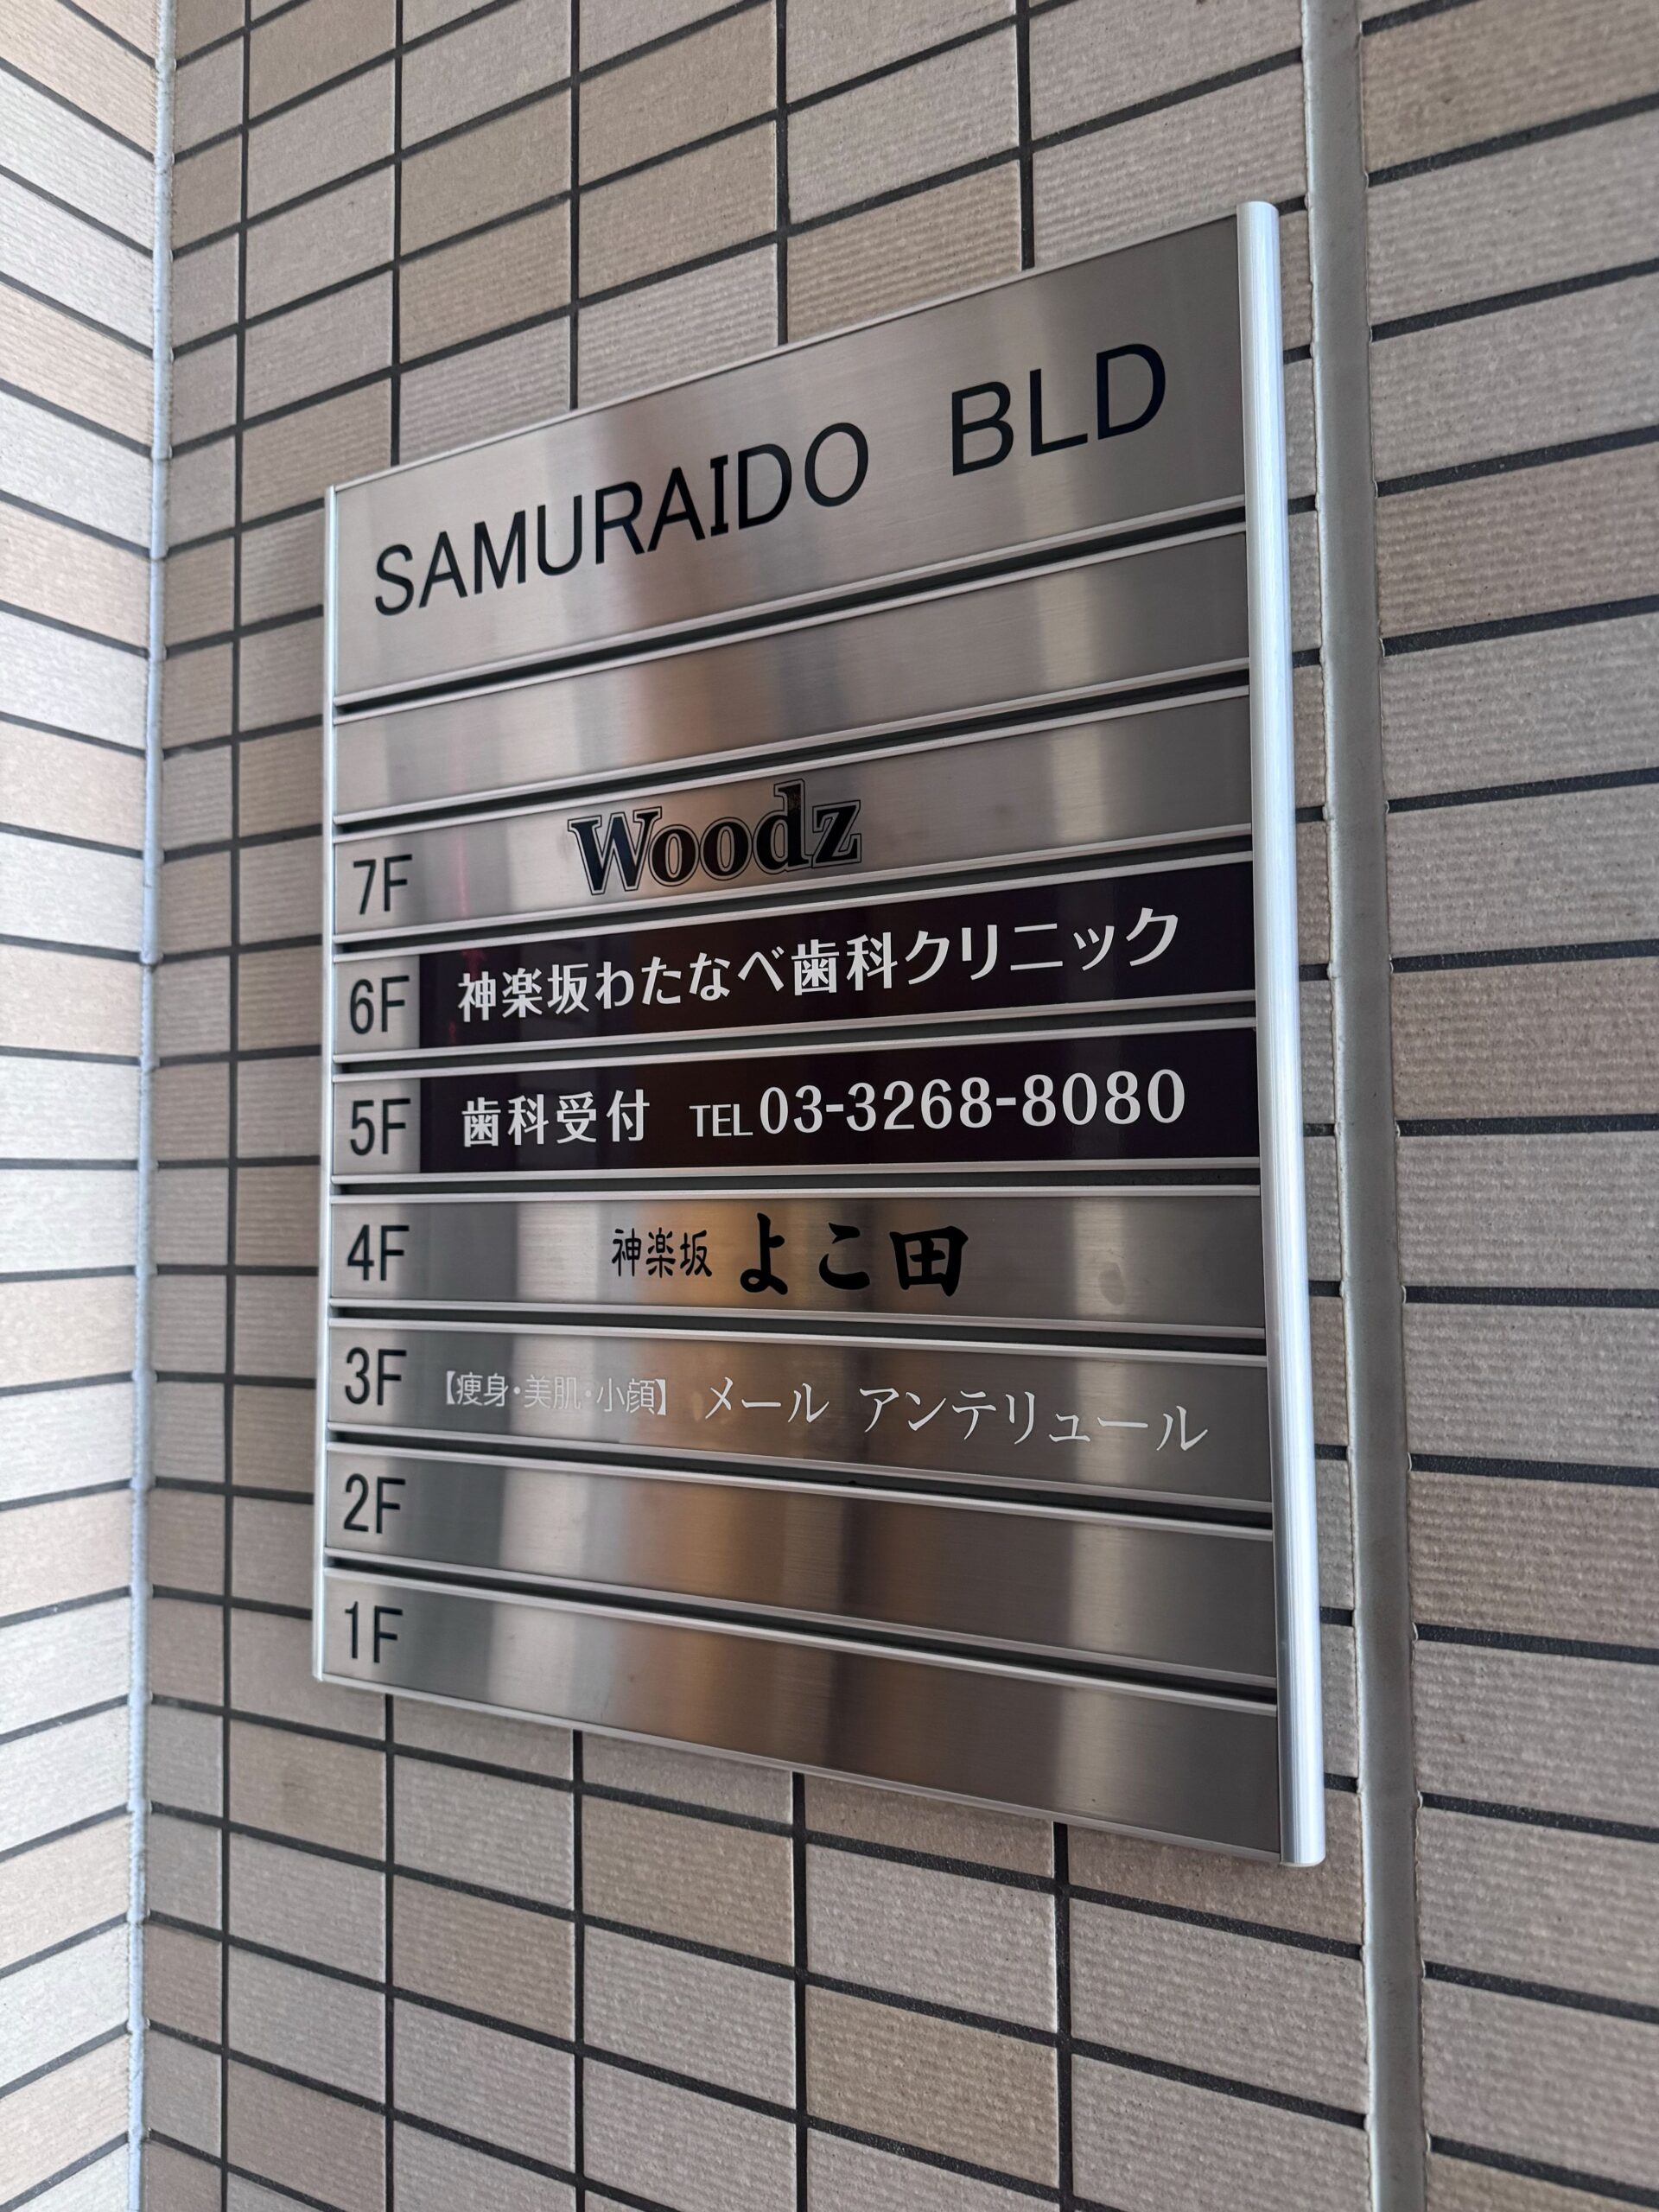 SAMURAIDO BLD
7F Woodz
6F 神楽坂わたなべ歯科クリニック
5F 歯科受付 TEL 03-3268-8080
4F 神楽坂 よこ田
3F 【痩身・美肌・小顔】 メール アンテリュール
2F
1F